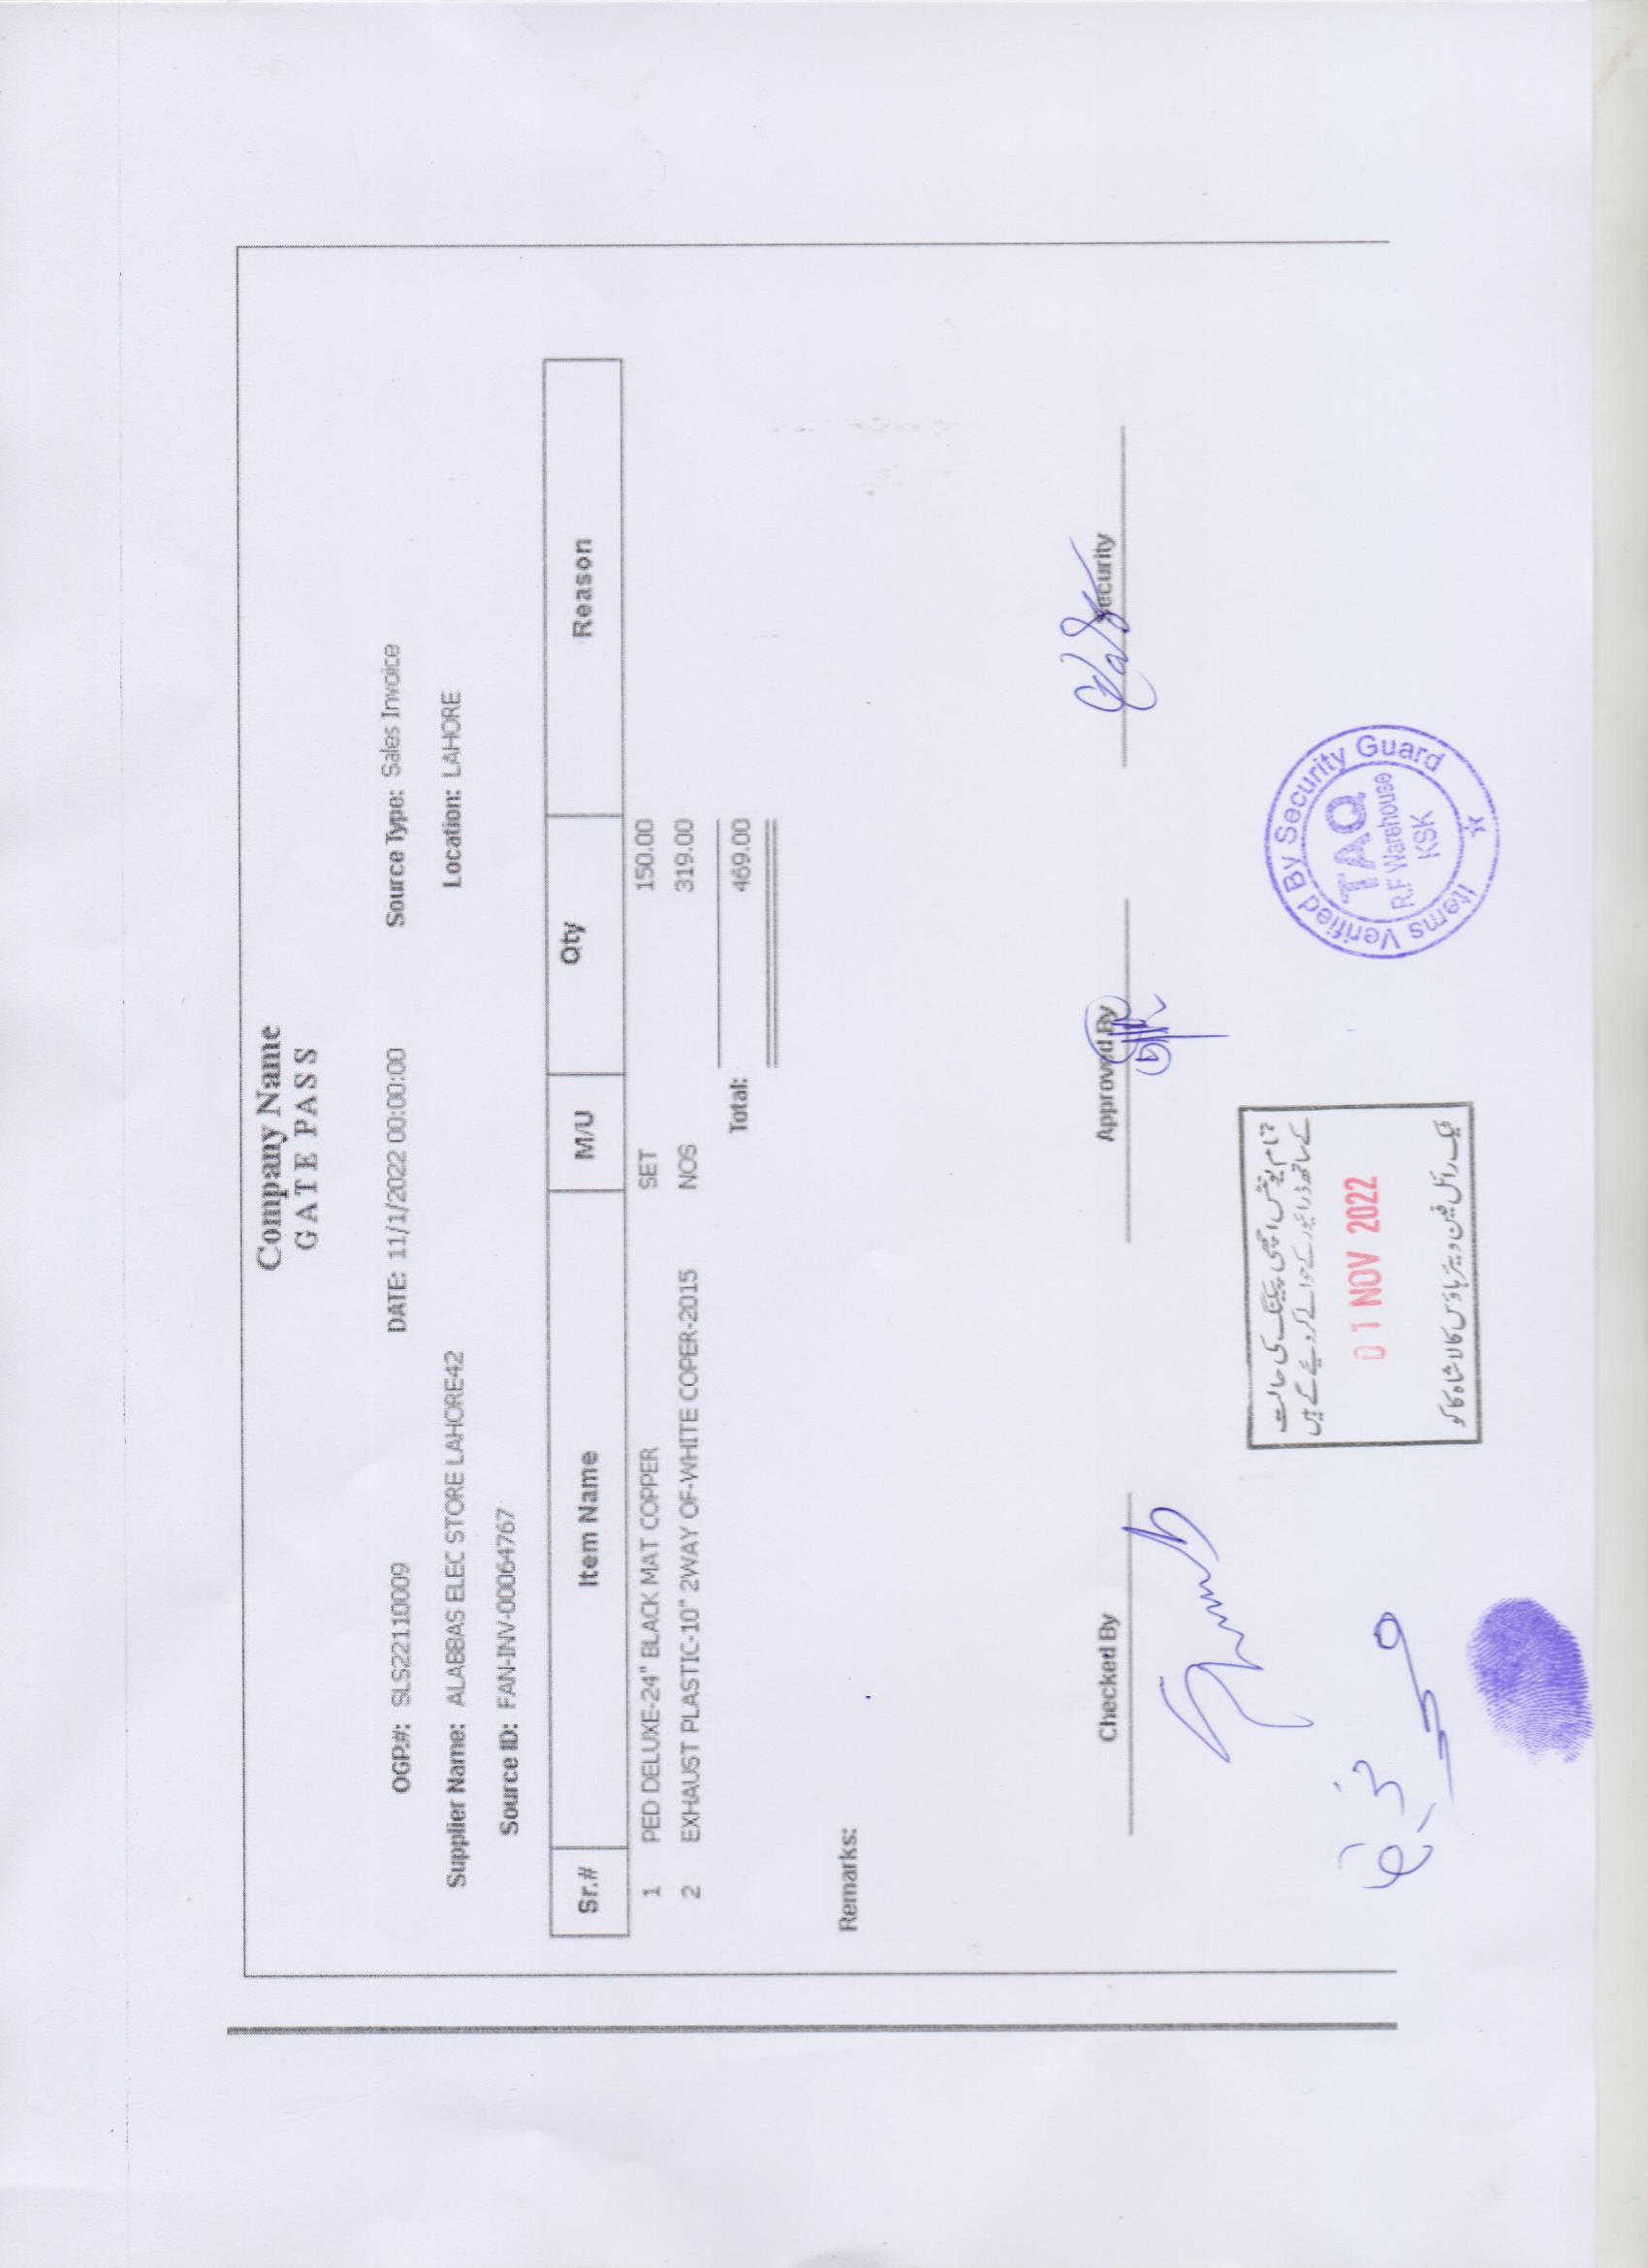 Company Name
GATE PASS
OGP.#: SLS22110009 DATE: 11/1/2022 00:00:00 Source Type: Sales Invoice
Supplier Name: ALABBAS ELEC STORE LAHORE42 Location: LAHORE
Source ID: FAN-INV-00064767
Sr.# Item Name M/U Qty Reason
1 PED DELUXE-24" BLACK MAT COPPER SET 150.00
2 EXHAUST PLASTIC-10" 2WAY OF-WHITE COPER-2015 NOS 319.00
Total: 469.00
Remarks:
Checked By Approved By Security
تمام یونٹس اچھی پیکنگ کی حالت
کے ساتھ ڈرائیور کے حوالے کر دیئے گے ہیں
01 NOV 2022
ٹیک رائل فین ویئر ہاؤس کالا شاہ کاکو
Items Verified By Security Guard
TAQ
R.F Warehouse
KSK